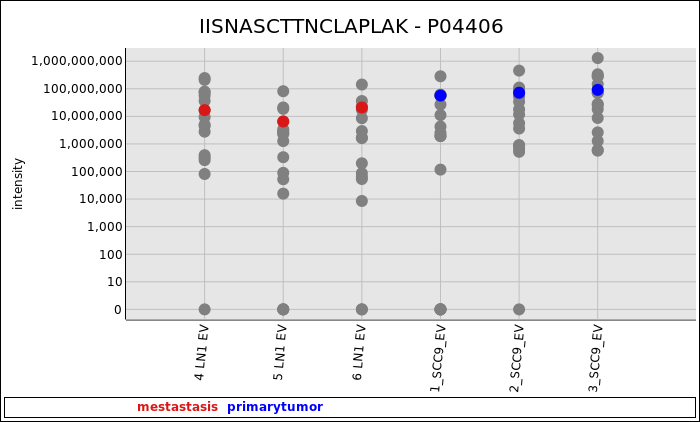 IISNASCTTNCLAPLAK - P04406
1,000,000,000
100,000,000
10,000,000
1,000,000
100,000
10,000
1,000
100
10
0
intensity
4 LN1 EV
5 LN1 EV
6 LN1 EV
1_SCC9_EV
2_SCC9_EV
3_SCC9_EV
mestastasis primarytumor